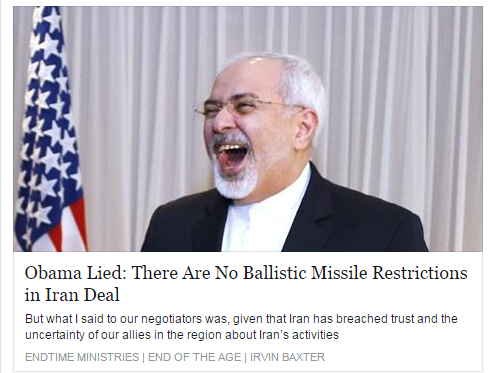 Obama Lied: There Are No Ballistic Missile Restrictions
in Iran Deal
But what I said to our negotiators was, given that Iran has breached trust and the
uncertainty of our allies in the region about Iran's activities
ENDTIME MINISTRIES | END OF THE AGE | IRVIN BAXTER